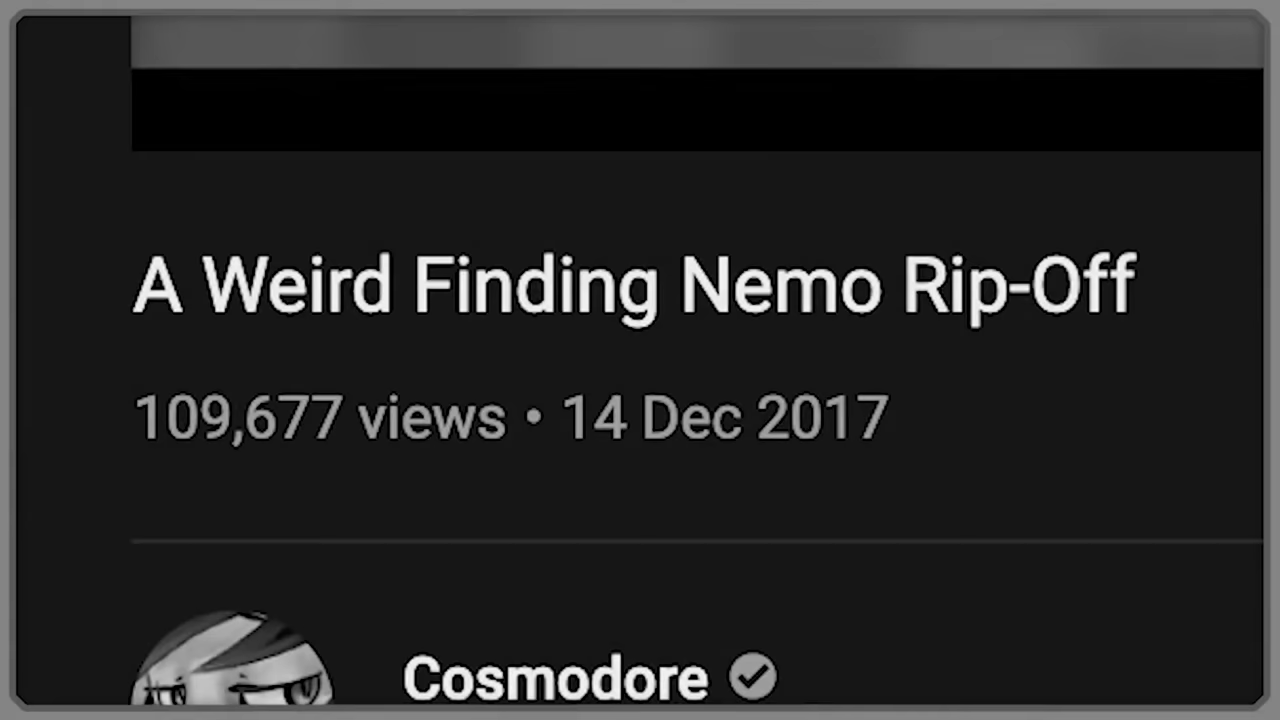 A Weird Finding Nemo Rip-Off
109,677 views • 14 Dec 2017
Cosmodore